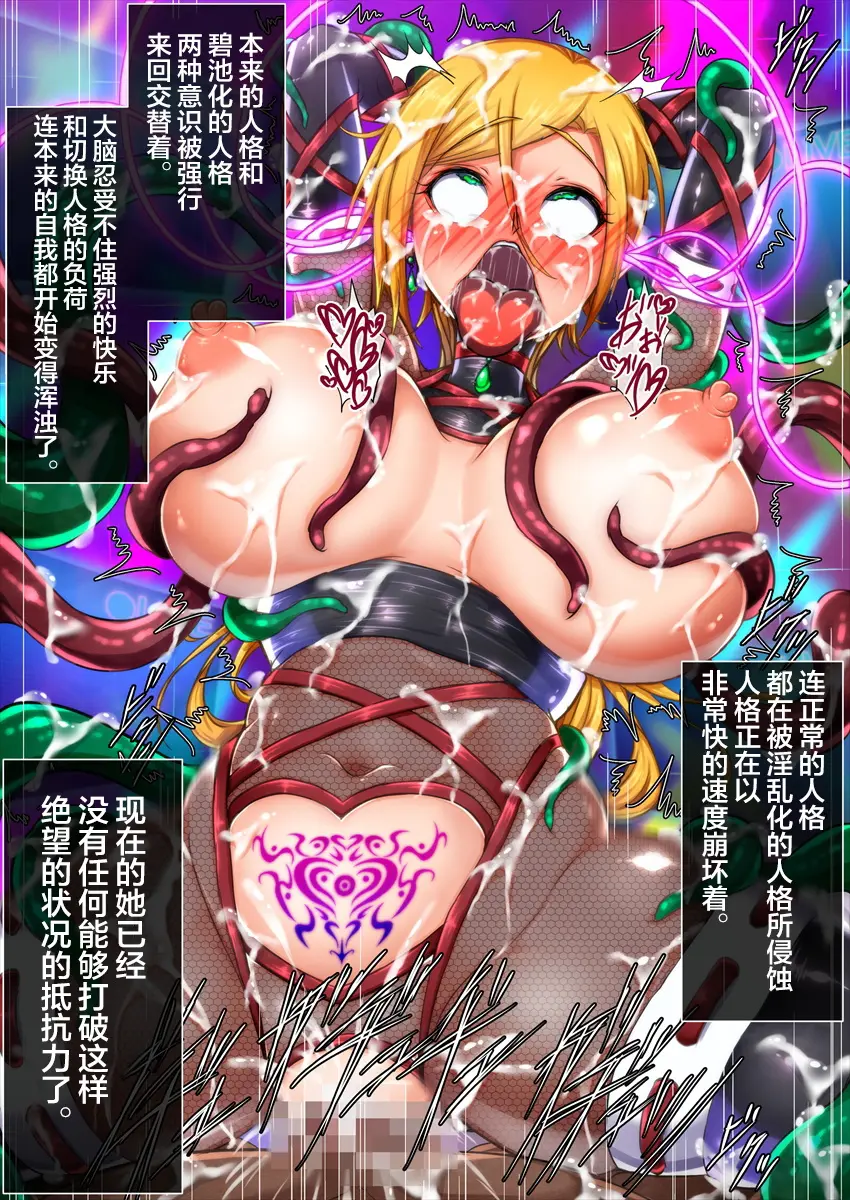 本来的人格和
碧池化的人格
两种意识被强行
来回交替着。
大脑忍受不住强烈的快乐
和切换人格的负荷
连本来的自我都开始变得浑浊了。
连正常的人格
都在被淫乱化的人格所侵蚀
人格正在以
非常快的速度崩坏着。
现在的她已经
没有任何能够打破这样
绝望的状况的抵抗力了。